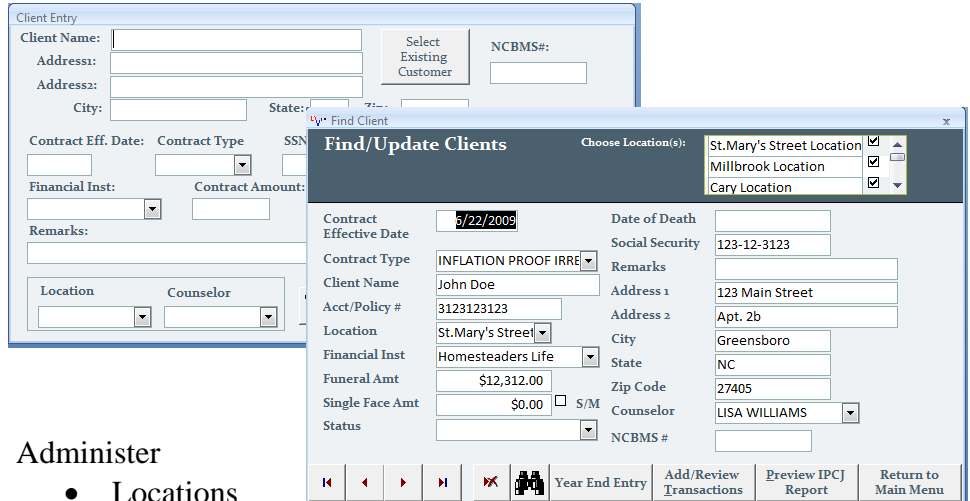 Client Entry
Client Name:
Select Existing Customer
NCBMS#:
Address1:
Address2:
City:
State:
Contract Eff. Date:
Contract Type
SSN
Financial Inst:
Contract Amount:
Remarks:
Location
Counselor
Find Client
x
Find/Update Clients
Choose Location(s):
St.Mary's Street Location
Millbrook Location
Cary Location
Contract Effective Date
6/22/2009
Contract Type
INFLATION PROOF IRRE
Client Name
John Doe
Acct/Policy #
3123123123
Location
St.Mary's Street
Financial Inst
Homesteaders Life
Funeral Amt
$12,312.00
Single Face Amt
$0.00
S/M
Status
Date of Death
Social Security
123-12-3123
Remarks
Address 1
123 Main Street
Address 2
Apt. 2b
City
Greensboro
State
NC
Zip Code
27405
Counselor
LISA WILLIAMS
NCBMS #
Year End Entry
Add/Review Transactions
Preview IPCJ Report
Return to Main Menu
Administer
• Locations